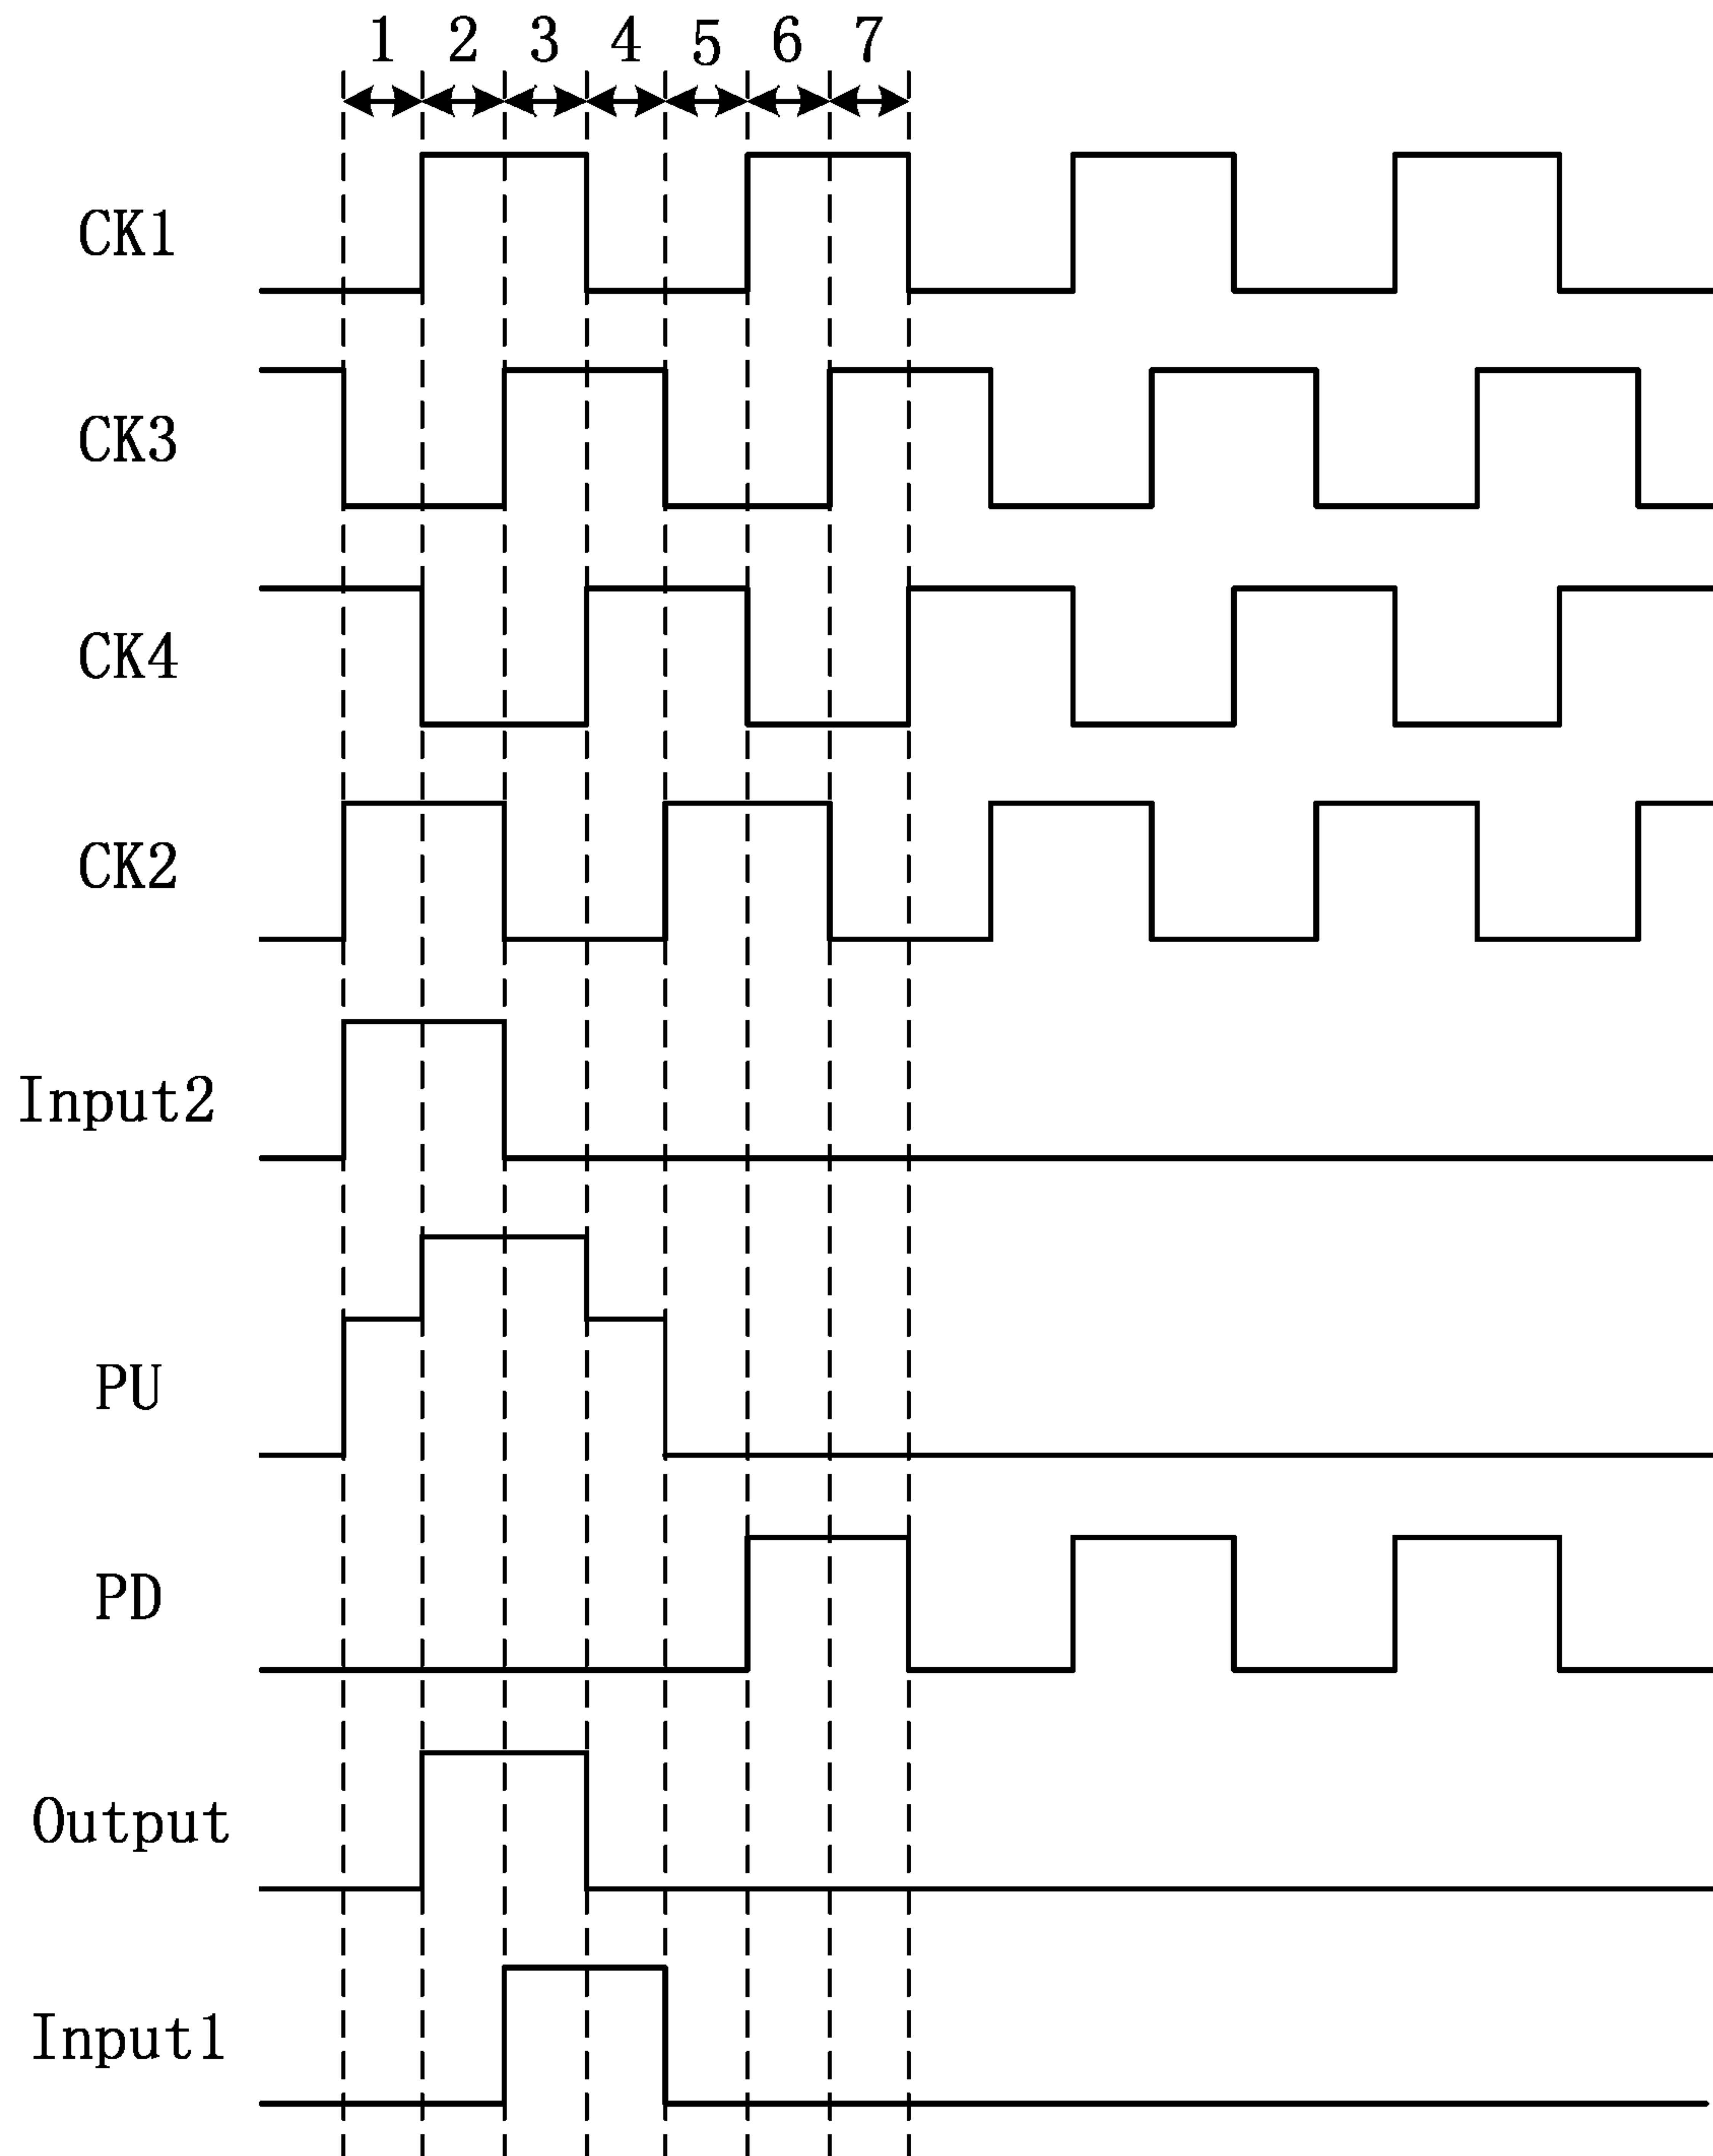 1 2 3 4 5 6 7
CK1
CK3
CK4
CK2
Input2
PU
PD
Output
Input1